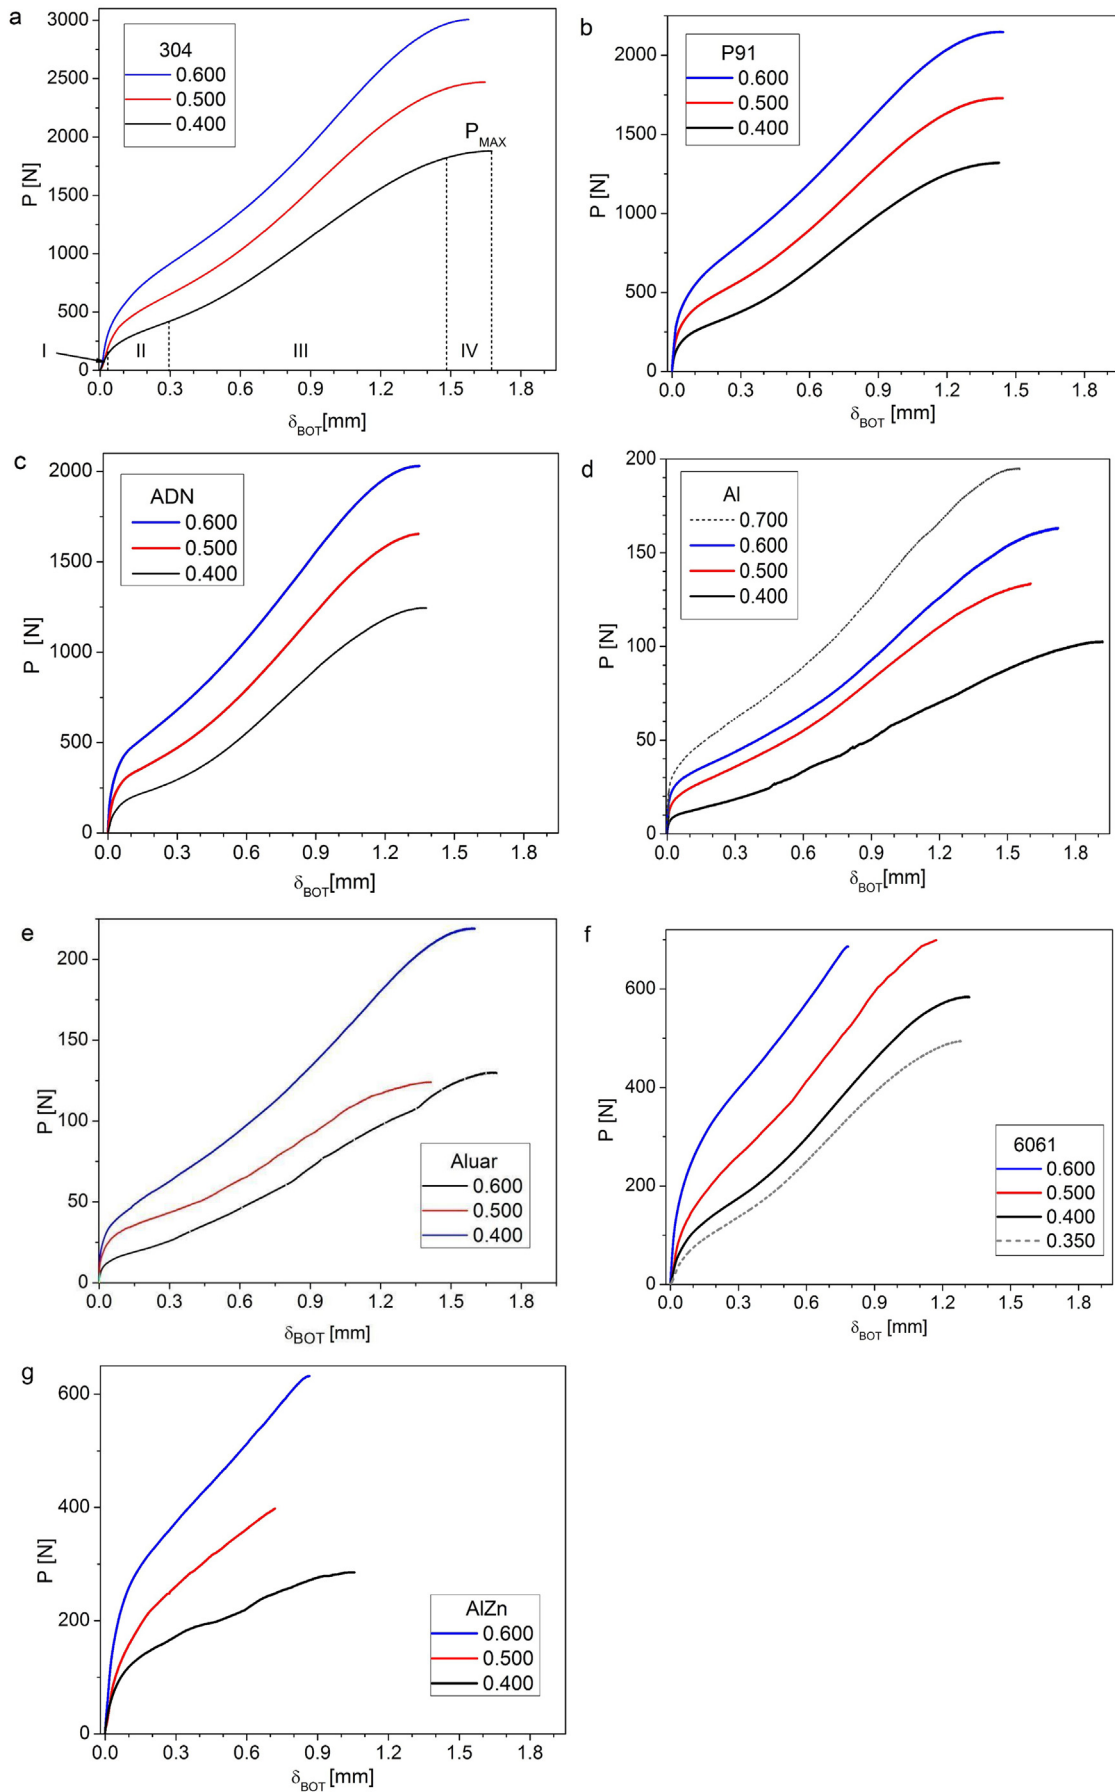 a
304
0.600
0.500
0.400
P [N]
3000
2500
2000
1500
1000
500
0
P MAX
I
II
III
IV
0.0 0.3 0.6 0.9 1.2 1.5 1.8
δBOT[mm]
b
P91
0.600
0.500
0.400
P [N]
2000
1500
1000
500
0
0.0 0.3 0.6 0.9 1.2 1.5 1.8
δBOT [mm]
c
ADN
0.600
0.500
0.400
P [N]
2000
1500
1000
500
0
0.0 0.3 0.6 0.9 1.2 1.5 1.8
δBOT[mm]
d
Al
0.700
0.600
0.500
0.400
P [N]
200
150
100
50
0
0.0 0.3 0.6 0.9 1.2 1.5 1.8
δBOT[mm]
e
Aluar
0.600
0.500
0.400
P [N]
200
150
100
50
0
0.0 0.3 0.6 0.9 1.2 1.5 1.8
δBOT [mm]
f
6061
0.600
0.500
0.400
0.350
P [N]
600
400
200
0
0.0 0.3 0.6 0.9 1.2 1.5 1.8
δBOT [mm]
g
AlZn
0.600
0.500
0.400
P [N]
600
400
200
0
0.0 0.3 0.6 0.9 1.2 1.5 1.8
δBOT [mm]